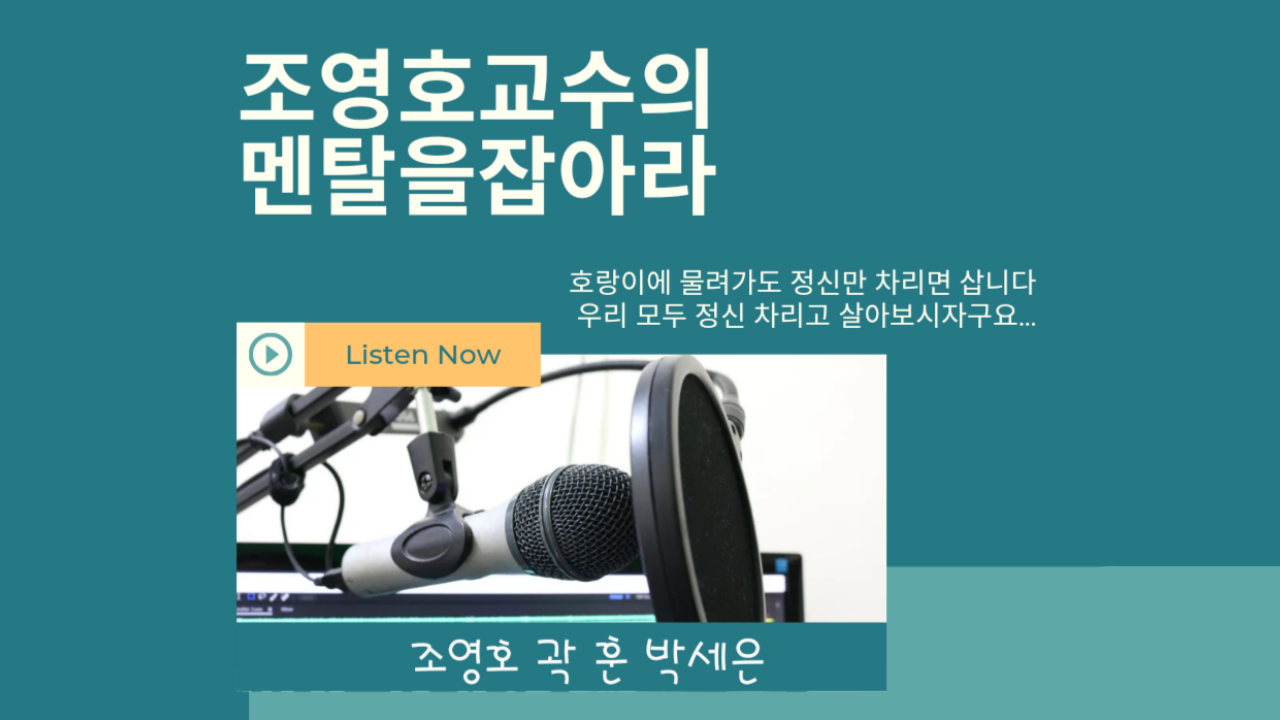 조영호교수의
멘탈을잡아라
호랑이에 물려가도 정신만 차리면 삽니다
우리 모두 정신 차리고 살아보시자구요...
Listen Now
조영호 곽 훈 박세은